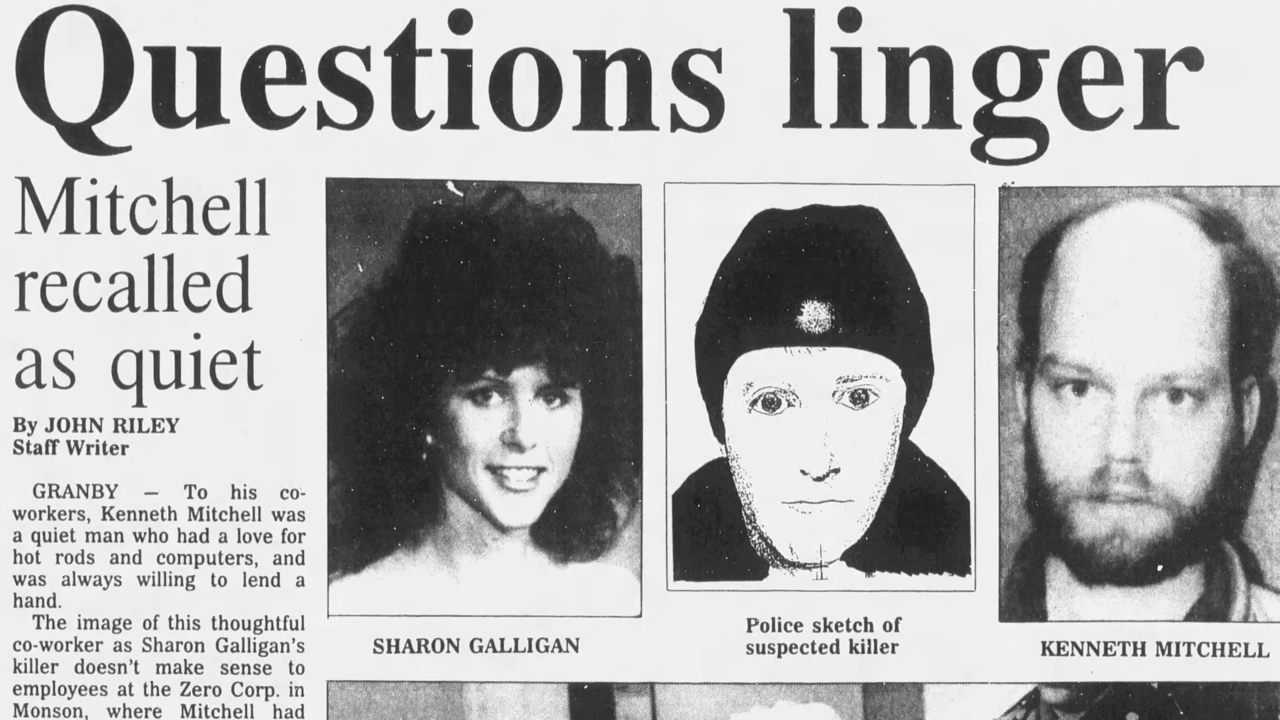 Questions linger
Mitchell
recalled
as quiet
By JOHN RILEY
Staff Writer
GRANBY — To his co-
workers, Kenneth Mitchell was
a quiet man who had a love for
hot rods and computers, and
was always willing to lend a
hand.
The image of this thoughtful
co-worker as Sharon Galligan's
killer doesn't make sense to
employees at the Zero Corp. in
Monson, where Mitchell had
SHARON GALLIGAN
Police sketch of
suspected killer
KENNETH MITCHELL